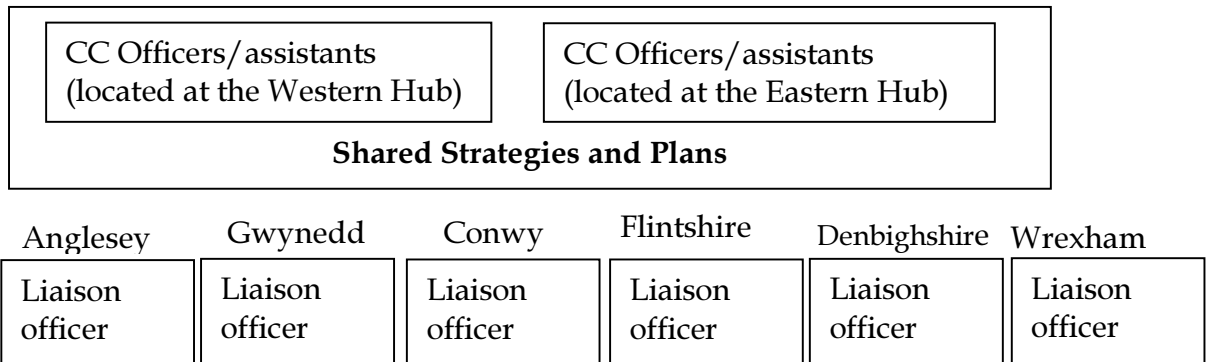 CC Officers/assistants
(located at the Western Hub)
CC Officers/assistants
(located at the Eastern Hub)
Shared Strategies and Plans
Anglesey Gwynedd Conwy Flintshire Denbighshire Wrexham
Liaison officer
Liaison officer
Liaison officer
Liaison officer
Liaison officer
Liaison officer